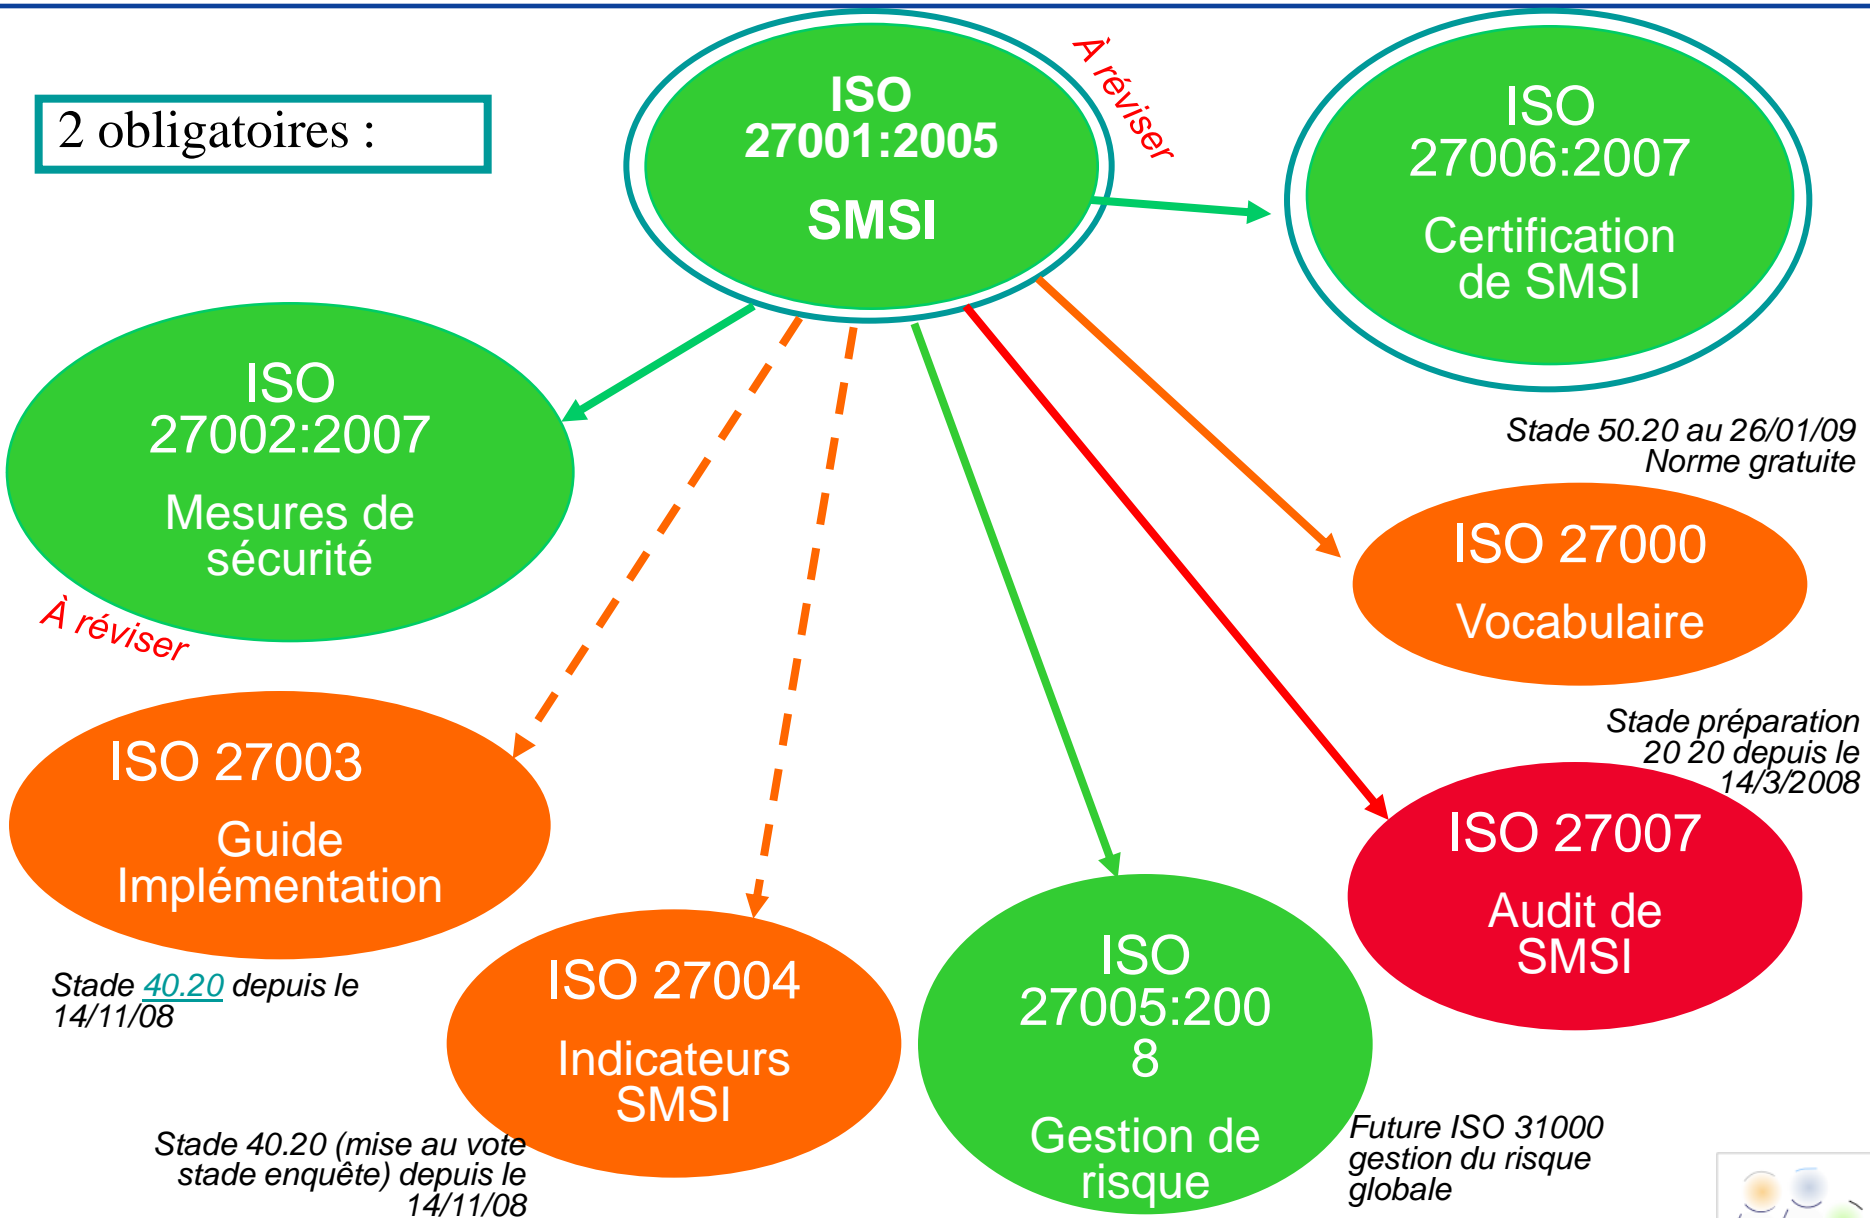 2 obligatoires :
ISO
27001:2005
SMSI
À réviser
ISO
27006:2007
Certification
de SMSI
ISO
27002:2007
Mesures de
sécurité
À réviser
Stade 50.20 au 26/01/09
Norme gratuite
ISO 27000
Vocabulaire
ISO 27003
Guide
Implémentation
Stade 40.20 depuis le
14/11/08
Stade préparation
20 20 depuis le
14/3/2008
ISO 27007
Audit de
SMSI
ISO 27004
Indicateurs
SMSI
Stade 40.20 (mise au vote
stade enquête) depuis le
14/11/08
ISO
27005:200
8
Gestion de
risque
Future ISO 31000
gestion du risque
globale